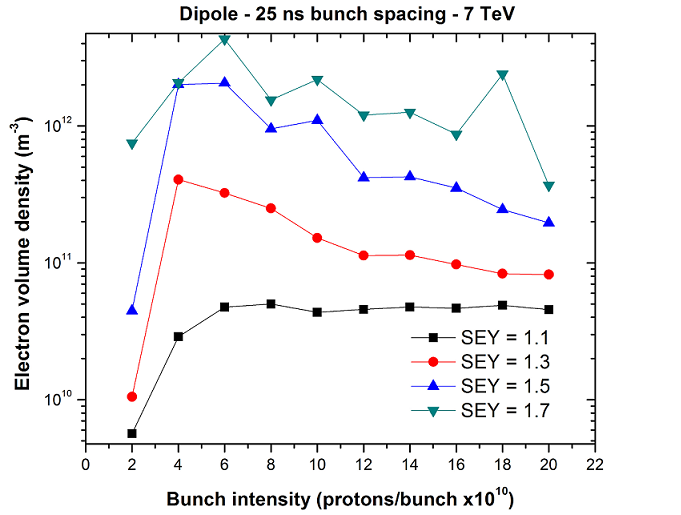 Dipole - 25 ns bunch spacing - 7 TeV
Electron volume density (m⁻³)
10¹²
10¹¹
10¹⁰
SEY = 1.1
SEY = 1.3
SEY = 1.5
SEY = 1.7
0 2 4 6 8 10 12 14 16 18 20 22
Bunch intensity (protons/bunch x10¹⁰)